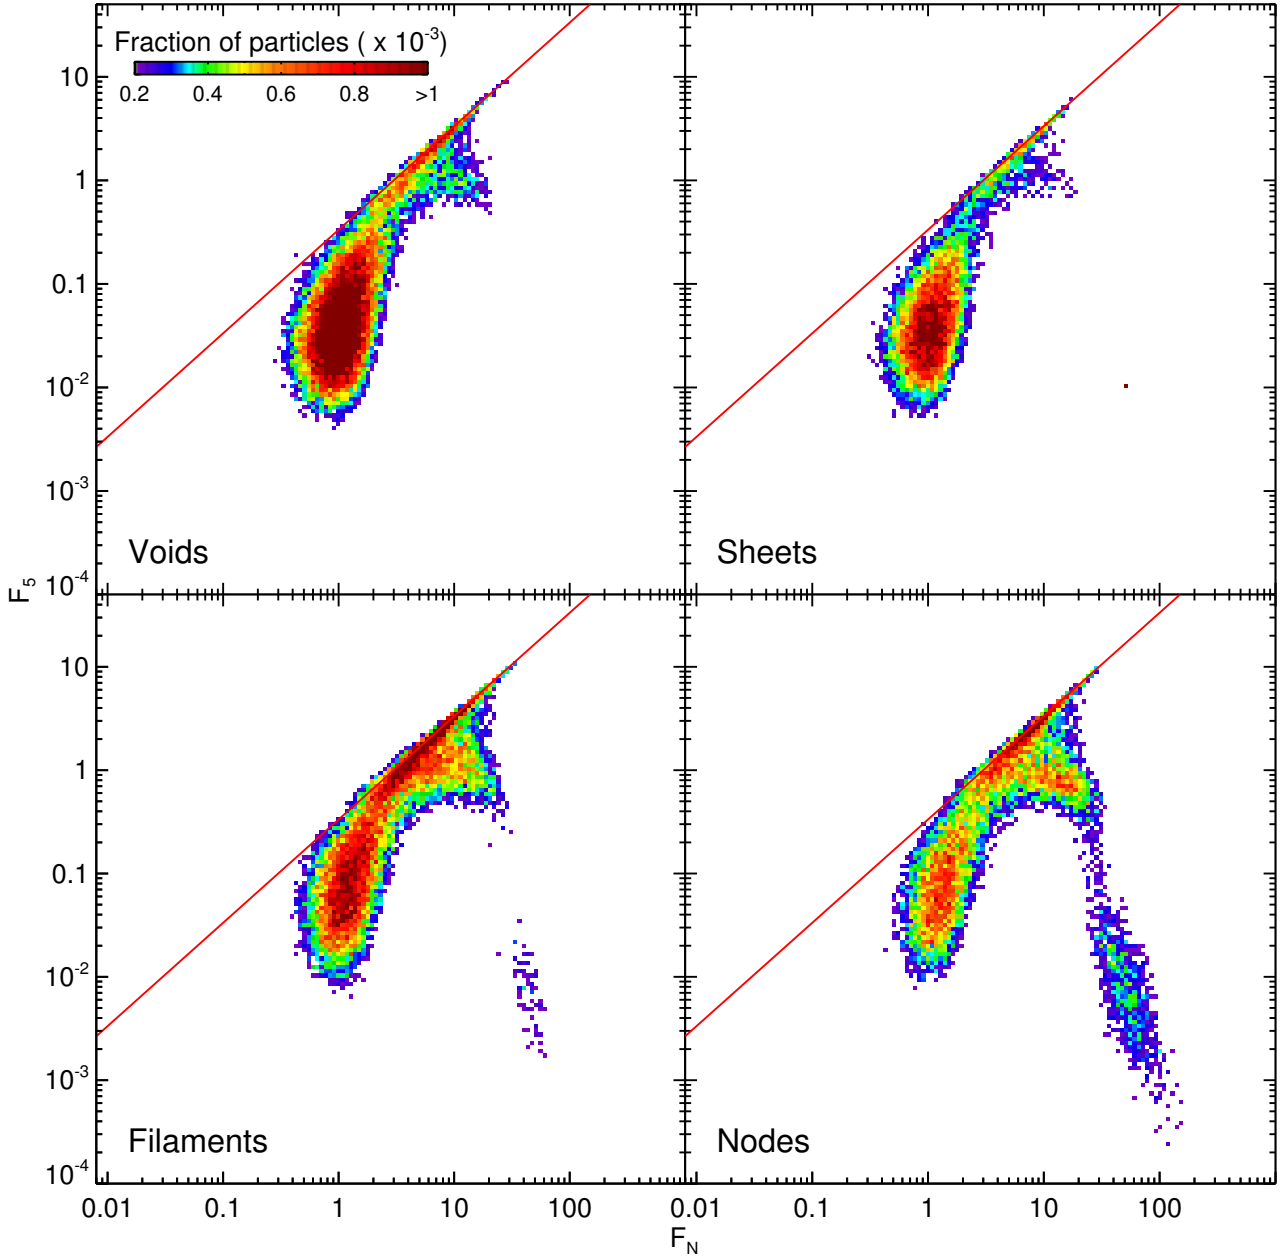 Fraction of particles ( x 10⁻³)
0.2 0.4 0.6 0.8 >1
10
1
0.1
10⁻²
10⁻³
10⁻⁴
Voids
Sheets
F₅
10
1
0.1
10⁻²
10⁻³
10⁻⁴
Filaments
Nodes
0.01 0.1 1 10 100 0.01 0.1 1 10 100
F_N